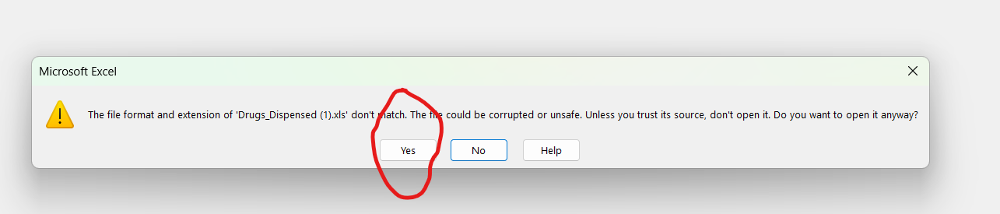 Microsoft Excel
The file format and extension of 'Drugs_Dispensed (1).xls' don't match. The file could be corrupted or unsafe. Unless you trust its source, don't open it. Do you want to open it anyway?
Yes No Help